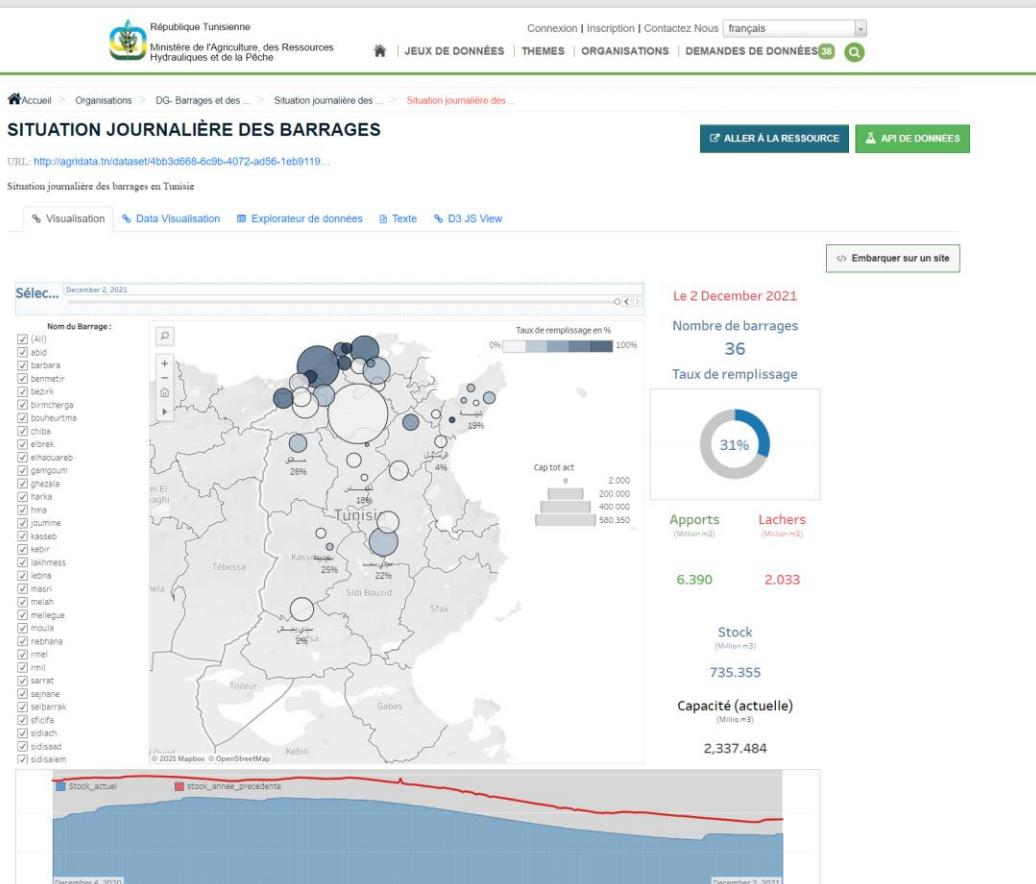 République Tunisienne
Ministère de l'Agriculture, des Ressources
Hydrauliques et de la Pêche
Connexion | Inscription | Contactez Nous français
JEUX DE DONNÉES THEMES ORGANISATIONS DEMANDES DE DONNÉES 38
Accueil > Organisations > DG- Barrages et des ... > Situation journalière des ... > Situation journalière des ...
SITUATION JOURNALIÈRE DES BARRAGES
ALLER À LA RESSOURCE
API DE DONNÉES
URL: http://agridata.tn/dataset/4bb3d668-6c9b-4072-ad56-1eb9119...
Situation journalière des barrages en Tunisie
Visualisation Data Visualisation Explorateur de données Texte D3 JS View
</> Embarquer sur un site
Sélec... December 2, 2021
Nom du Barrage :
(All)
abid
barbara
benmetir
bezirk
birmcherga
bouheurtma
chiba
elbrek
elhaouareb
gamgoum
ghezala
harka
hma
joumine
kasseb
kebir
lakhmess
lebna
masri
melah
mellegue
moula
nebhana
rmel
rmil
sarrat
sejnane
selbarrak
sficifa
sidiach
sidisaad
sidisalem
Taux de remplissage en %
0% 100%
19%
4%
28%
18%
Tunisia
25%
22%
2%
Tébessa
Sidi Bouzid
Sfax
Tozeur
Gabes
Kebili
© 2021 Mapbox © OpenStreetMap
Cap tot act
2.000
200.000
400.000
580.350
Le 2 December 2021
Nombre de barrages
36
Taux de remplissage
31%
Apports Lachers
(Million m3) (Million m3)
6.390 2.033
Stock
(Million m3)
735.355
Capacité (actuelle)
(Millio m3)
2,337.484
Stock_actuel stock_annee_precedente
December 4, 2020 December 2, 2021